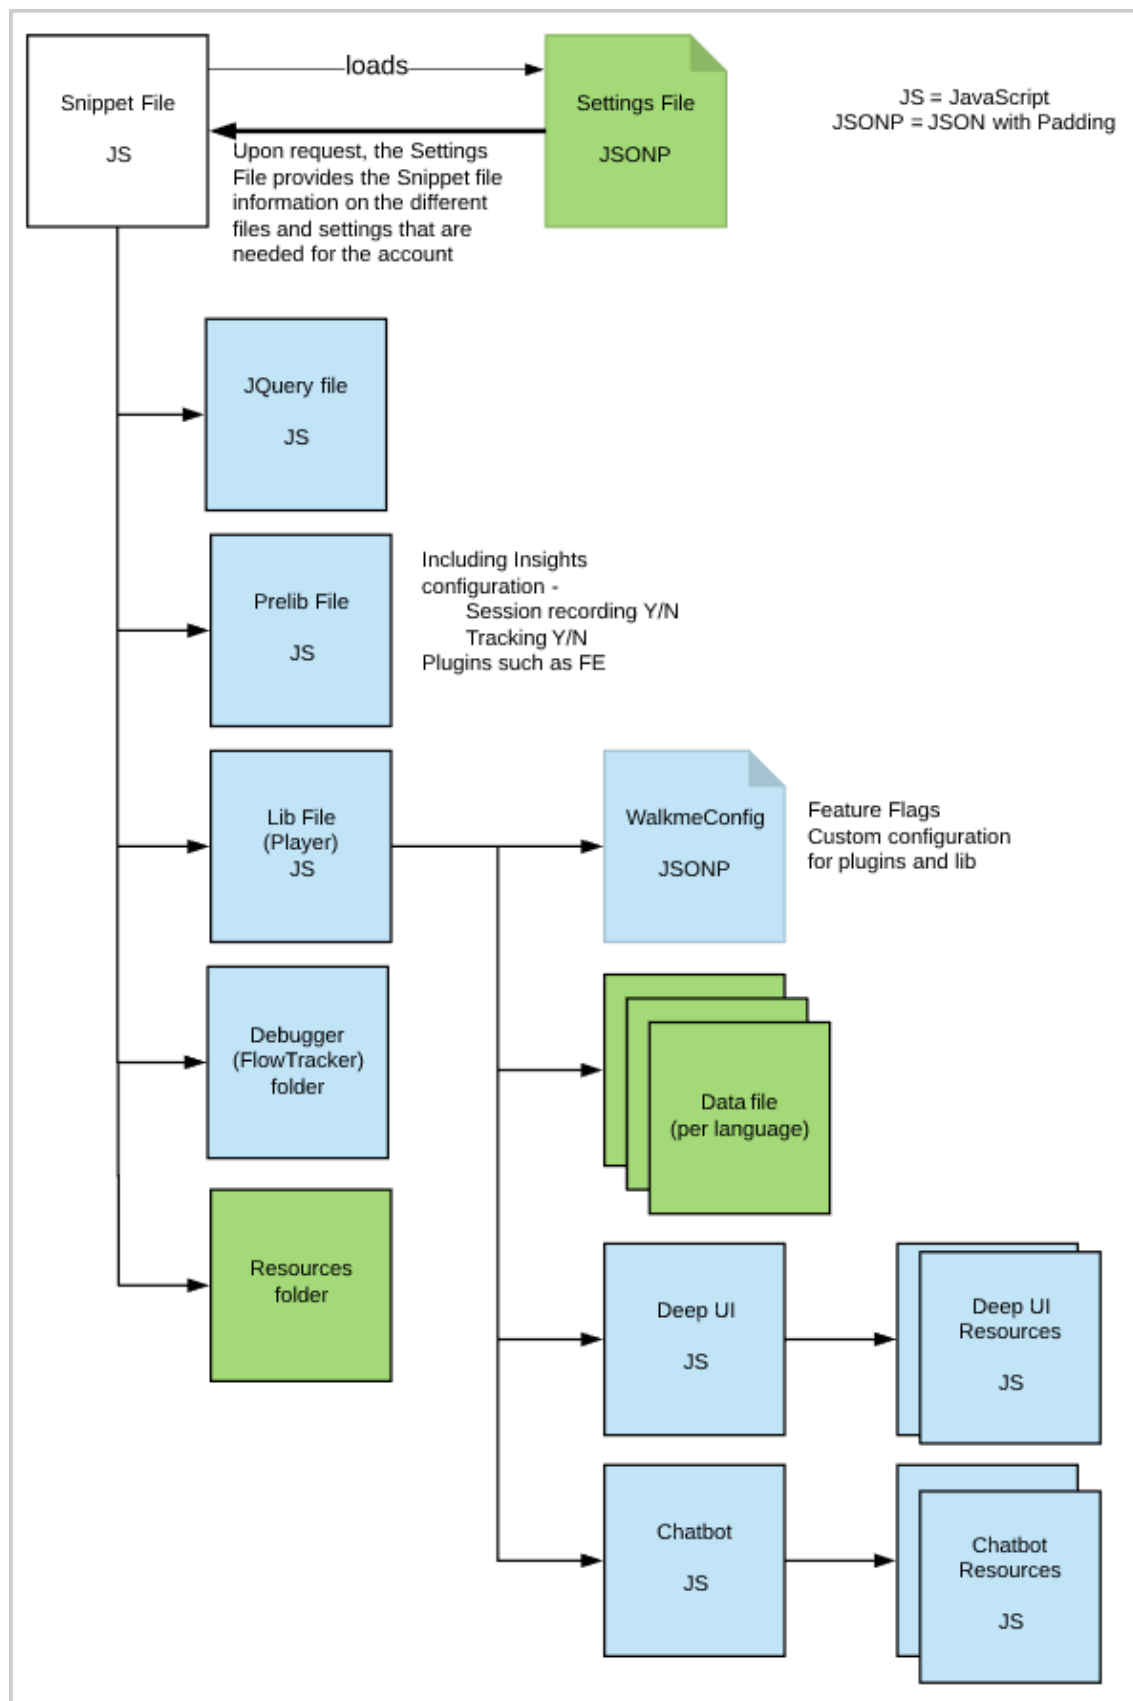 Snippet File
JS
loads
Settings File
JSONP
JS = JavaScript
JSONP = JSON with Padding
Upon request, the Settings
File provides the Snippet file
information on the different
files and settings that are
needed for the account
JQuery file
JS
Prelib File
JS
Including Insights
configuration -
Session recording Y/N
Tracking Y/N
Plugins such as FE
Lib File
(Player)
JS
WalkmeConfig
JSONP
Feature Flags
Custom configuration
for plugins and lib
Debugger
(FlowTracker)
folder
Data file
(per language)
Resources
folder
Deep UI
JS
Deep UI
Resources
JS
Chatbot
JS
Chatbot
Resources
JS